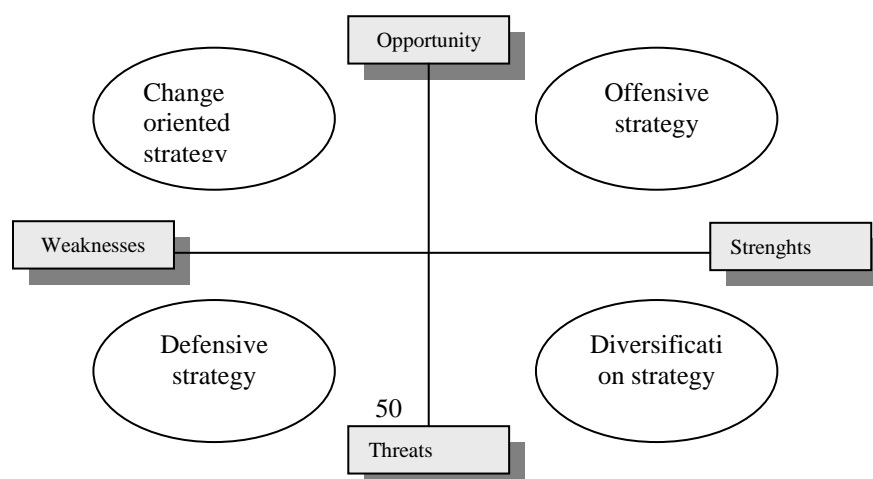 Opportunity
Change
oriented
strategy
Offensive
strategy
Weaknesses
Strenghts
Defensive
strategy
Diversificati
on strategy
50
Threats